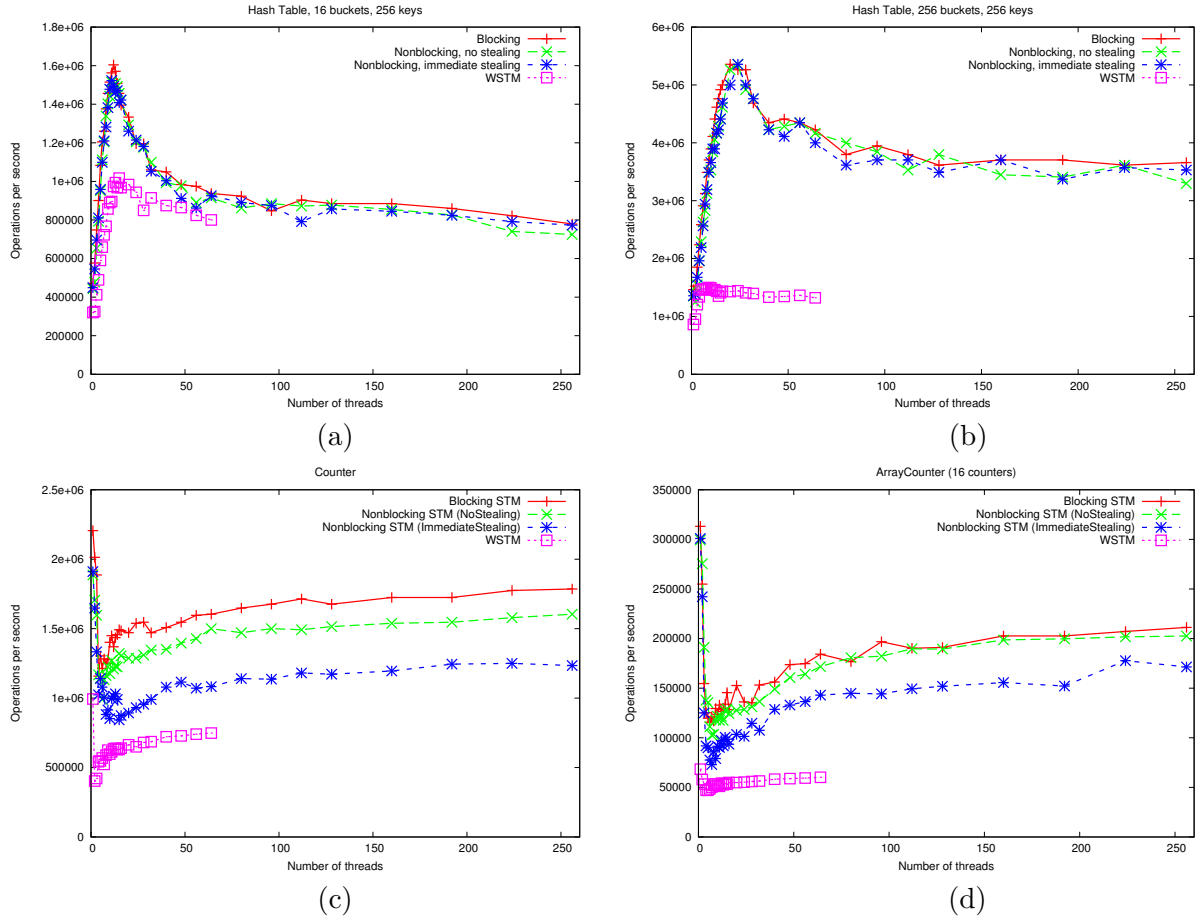 Hash Table, 16 buckets, 256 keys
1.8e+06
1.6e+06
1.4e+06
1.2e+06
1e+06
800000
600000
400000
200000
0
Operations per second
Blocking
Nonblocking, no stealing
Nonblocking, immediate stealing
WSTM
0 50 100 150 200 250
Number of threads
(a)
Hash Table, 256 buckets, 256 keys
6e+06
5e+06
4e+06
3e+06
2e+06
1e+06
0
Operations per second
Blocking
Nonblocking, no stealing
Nonblocking, immediate stealing
WSTM
0 50 100 150 200 250
Number of threads
(b)
Counter
2.5e+06
2e+06
1.5e+06
1e+06
500000
0
Operations per second
Blocking STM
Nonblocking STM (NoStealing)
Nonblocking STM (ImmediateStealing)
WSTM
0 50 100 150 200 250
Number of threads
(c)
ArrayCounter (16 counters)
350000
300000
250000
200000
150000
100000
50000
0
Operations per second
Blocking STM
Nonblocking STM (NoStealing)
Nonblocking STM (ImmediateStealing)
WSTM
0 50 100 150 200 250
Number of threads
(d)